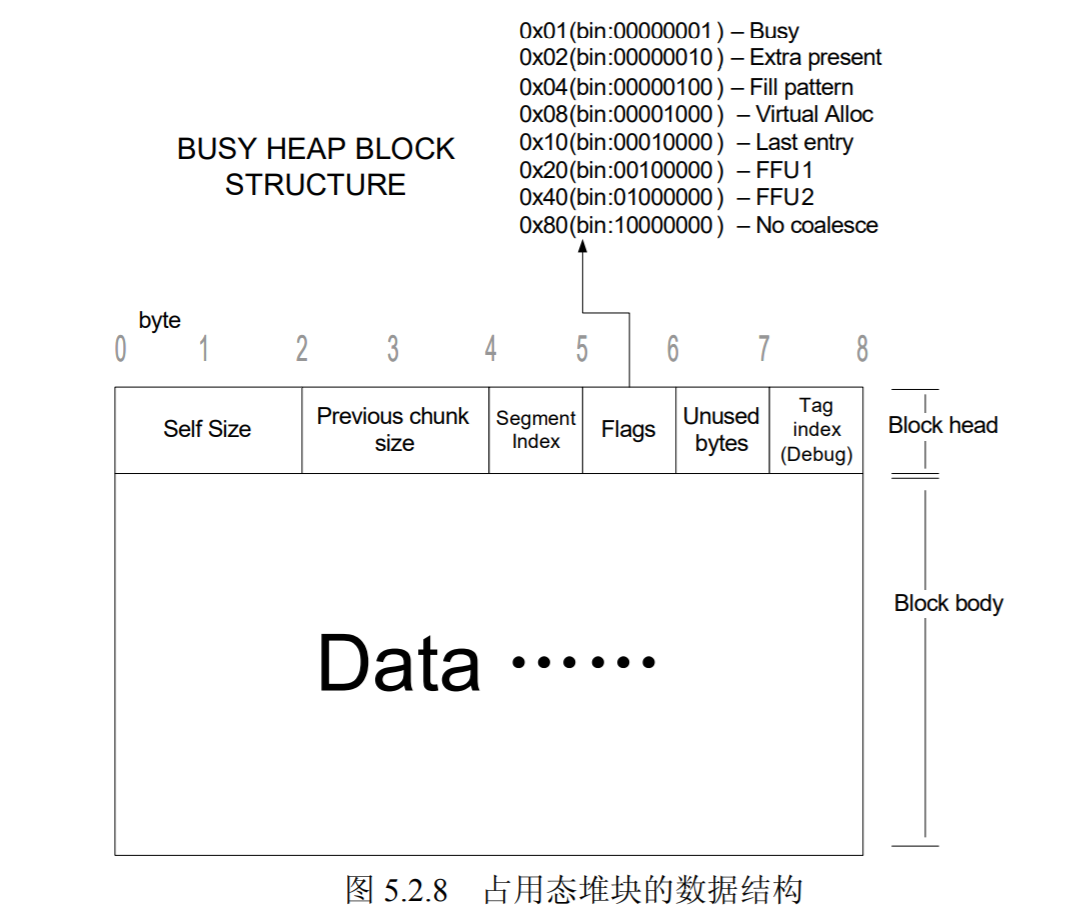 0x01(bin:00000001) – Busy
0x02(bin:00000010) – Extra present
0x04(bin:00000100) – Fill pattern
0x08(bin:00001000) – Virtual Alloc
0x10(bin:00010000) – Last entry
0x20(bin:00100000) – FFU1
0x40(bin:01000000) – FFU2
0x80(bin:10000000) – No coalesce
BUSY HEAP BLOCK
STRUCTURE
byte
0 1 2 3 4 5 6 7 8
Self Size
Previous chunk
size
Segment
Index
Flags
Unused
bytes
Tag
index
(Debug)
Block head
Data ······
Block body
图 5.2.8 占用态堆块的数据结构